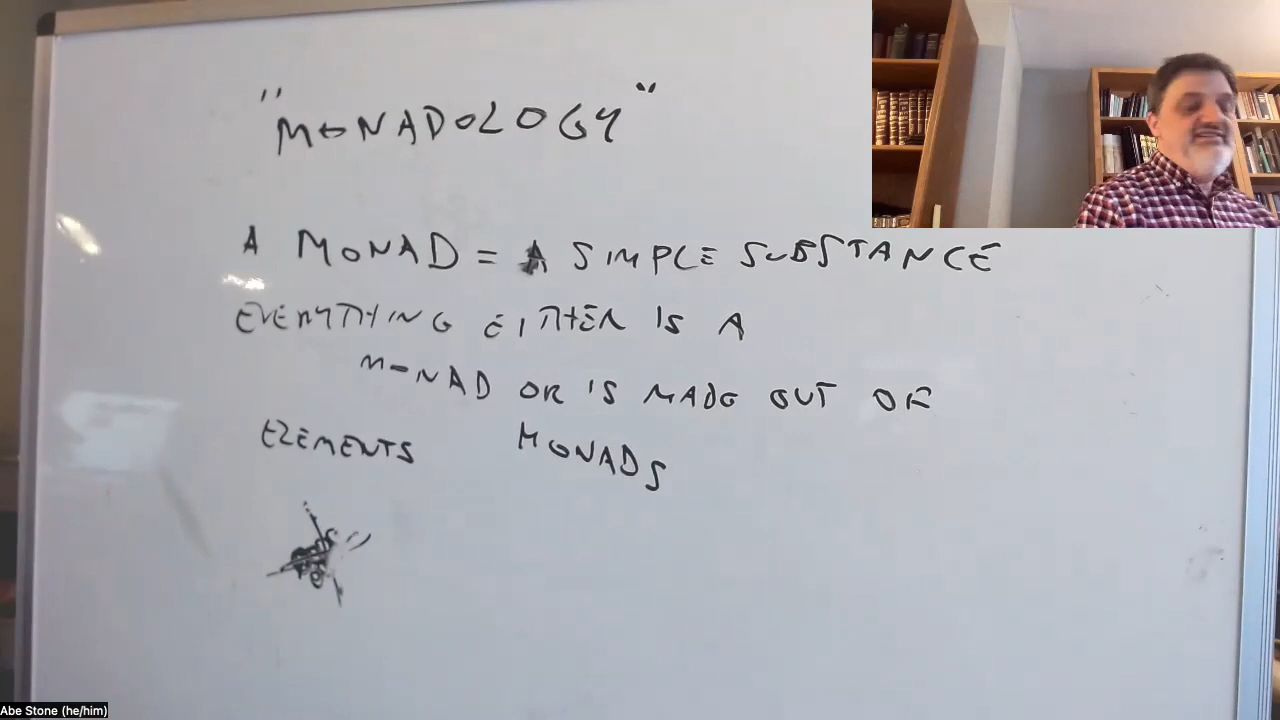 "MONADOLOGY"
A MONAD = A SIMPLE SUBSTANCE
EVERYTHING EITHER IS A
MONAD OR IS MADE OUT OF
MONADS
ELEMENTS
Abe Stone (he/him)